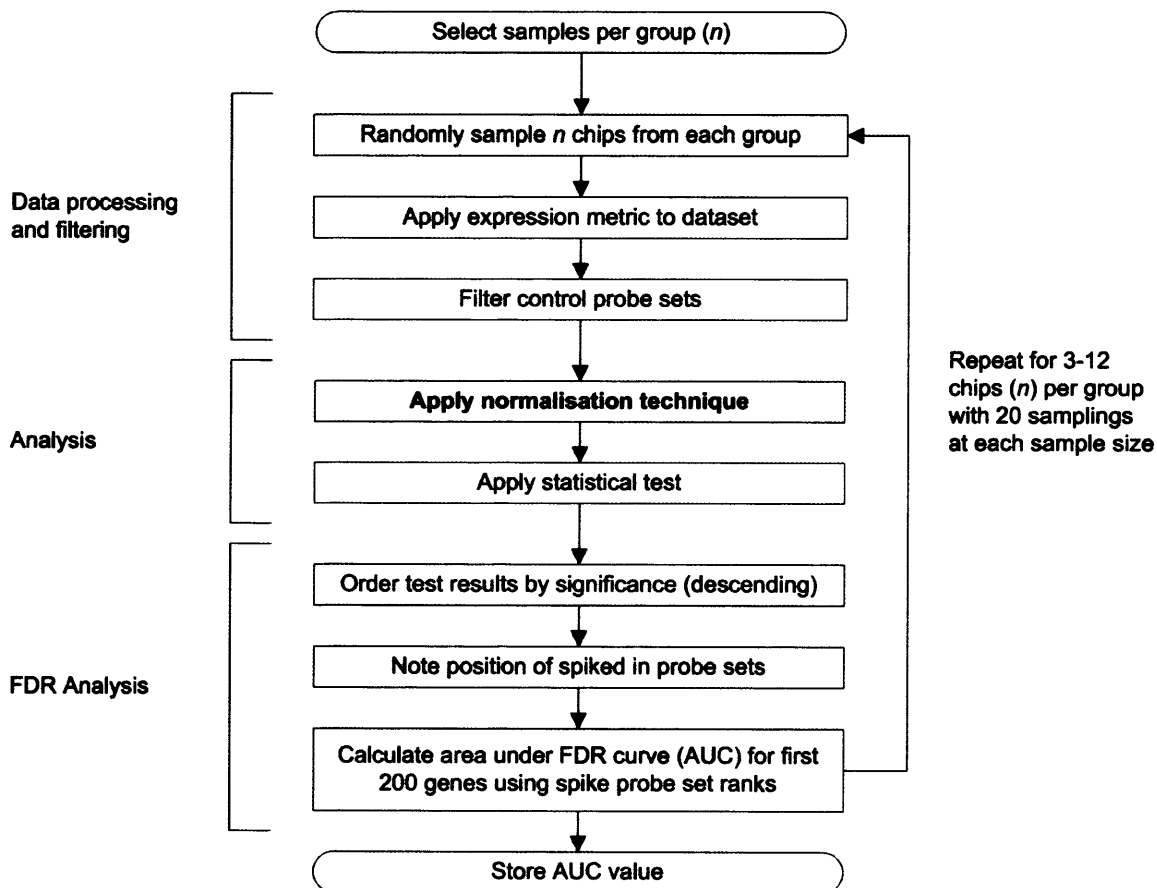 Select samples per group (n)
Randomly sample n chips from each group
Data processing
and filtering
Apply expression metric to dataset
Filter control probe sets
Repeat for 3-12
chips (n) per group
with 20 samplings
at each sample size
Apply normalisation technique
Analysis
Apply statistical test
Order test results by significance (descending)
Note position of spiked in probe sets
FDR Analysis
Calculate area under FDR curve (AUC) for first
200 genes using spike probe set ranks
Store AUC value